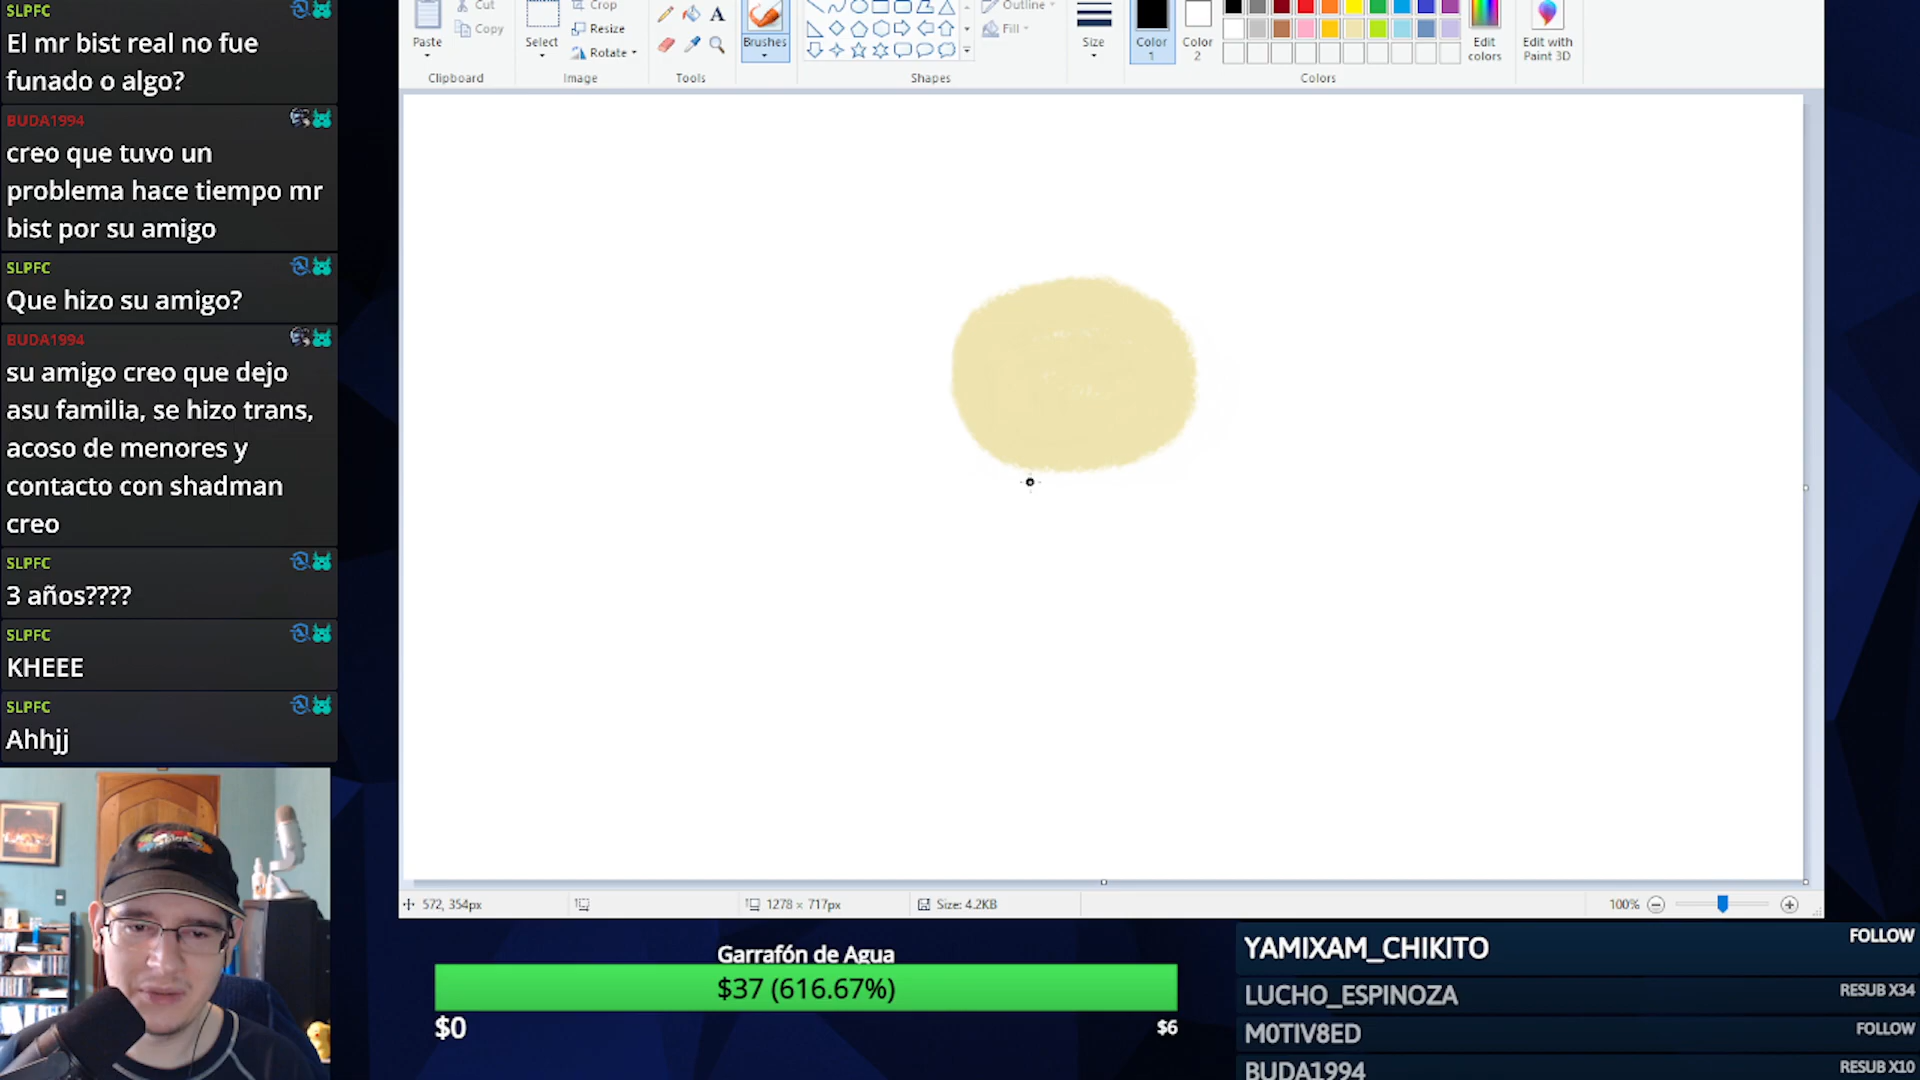 SLPFC
El mr bist real no fue
funado o algo?
BUDA1994
creo que tuvo un
problema hace tiempo mr
bist por su amigo
SLPFC
Que hizo su amigo?
BUDA1994
su amigo creo que dejo
asu familia, se hizo trans,
acoso de menores y
contacto con shadman
creo
SLPFC
3 años????
SLPFC
KHEEE
SLPFC
Ahhjj
Paste
Cut
Copy
Clipboard
Select
Crop
Resize
Rotate
Image
A
Tools
Brushes
Shapes
Outline
Fill
Size
Color
1
Color
2
Colors
Edit
colors
Edit with
Paint 3D
572, 354px
1278 × 717px
Size: 4.2KB
100%
Garrafón de Agua
$37 (616.67%)
$0
$6
YAMIXAM_CHIKITO FOLLOW
LUCHO_ESPINOZA RESUB X34
M0TIV8ED FOLLOW
BUDA1994 RESUB X10